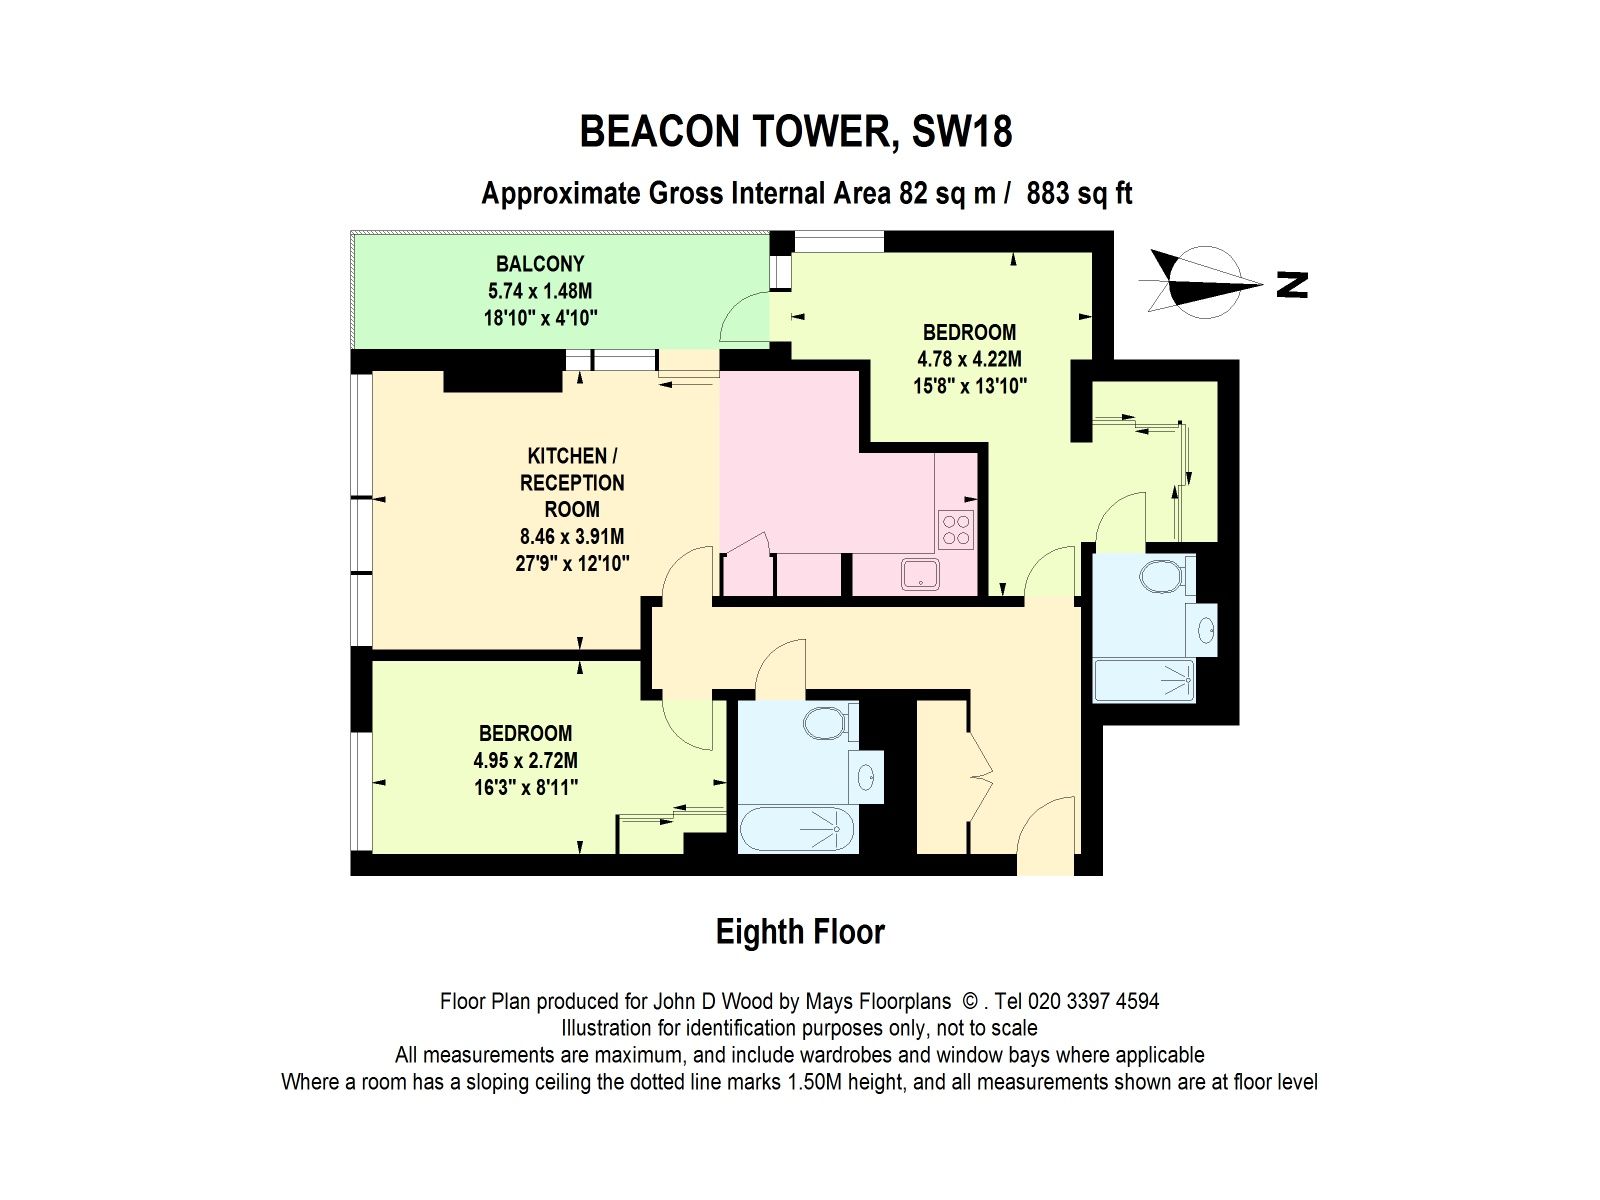 BEACON TOWER, SW18
Approximate Gross Internal Area 82 sq m /  883 sq ft
BALCONY
5.74 x 1.48M
18'10" x 4'10"
BEDROOM
4.78 x 4.22M
15'8" x 13'10"
N
KITCHEN /
RECEPTION
ROOM
8.46 x 3.91M
27'9" x 12'10"
BEDROOM
4.95 x 2.72M
16'3" x 8'11"
Eighth Floor
Floor Plan produced for John D Wood by Mays Floorplans  © . Tel 020 3397 4594
Illustration for identification purposes only, not to scale
All measurements are maximum, and include wardrobes and window bays where applicable
Where a room has a sloping ceiling the dotted line marks 1.50M height, and all measurements shown are at floor level